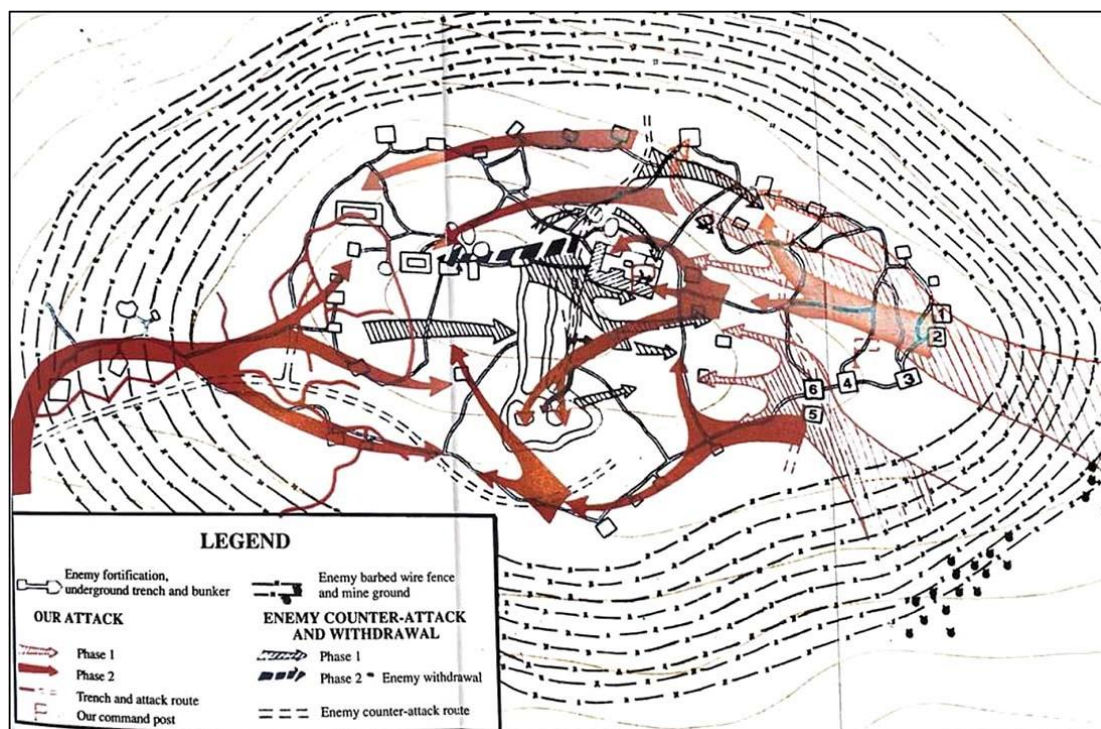 1
2
6
4
3
5
LEGEND
Enemy fortification,
underground trench and bunker
Enemy barbed wire fence
and mine ground
OUR ATTACK
ENEMY COUNTER-ATTACK
AND WITHDRAWAL
Phase 1
Phase 1
Phase 2
Phase 2 - Enemy withdrawal
Trench and attack route
Our command post
Enemy counter-attack route